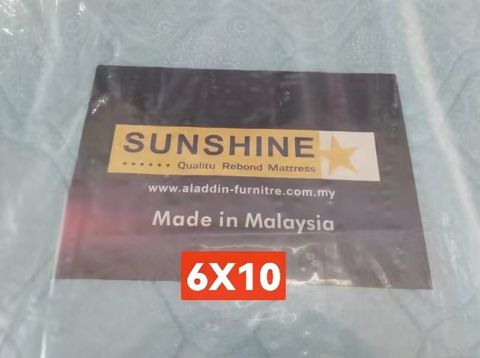 SUNSHINE
...... Qualitu Rebond Mattress
www.aladdin-furnitre.com.my
Made in Malaysia
6X10